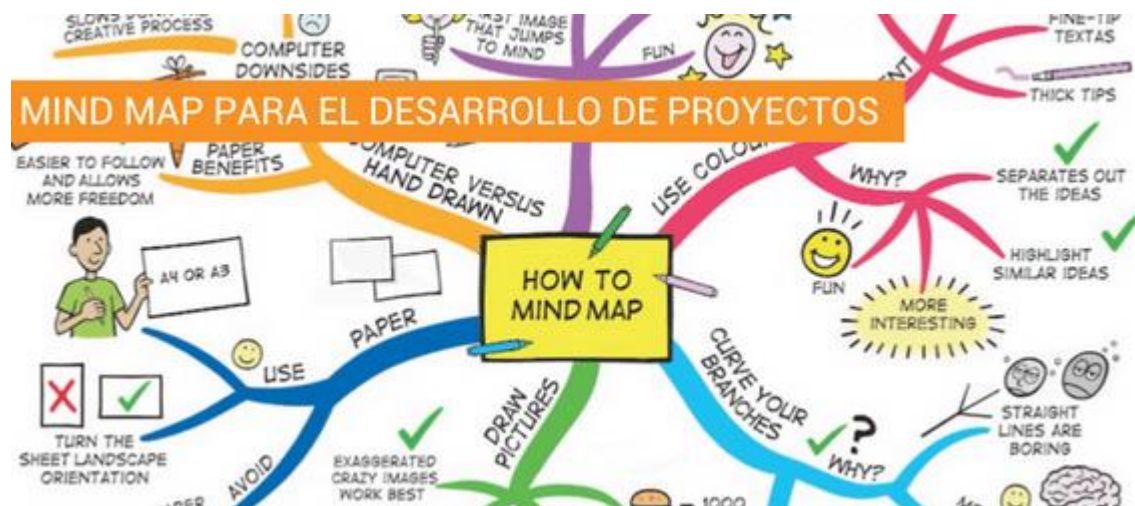 CREATIVE PROCESS
COMPUTER
DOWNSIDES
FIRST IMAGE
THAT JUMPS
TO MIND
FUN
FINE-TIP
TEXTAS
THICK TIPS
MIND MAP PARA EL DESARROLLO DE PROYECTOS
EASIER TO FOLLOW
AND ALLOWS
MORE FREEDOM
PAPER
BENEFITS
COMPUTER VERSUS
HAND DRAWN
USE
WHY?
SEPARATES OUT
THE IDEAS
HIGHLIGHT
SIMILAR IDEAS
FUN
MORE
INTERESTING
A4 OR A3
PAPER
USE
HOW TO
MIND MAP
TURN THE
SHEET LANDSCAPE
ORIENTATION
AVOID
DRAW
PICTURES
EXAGGERATED
CRAZY IMAGES
WORK BEST
CURVE YOUR
BRANCHES
?
WHY?
STRAIGHT
LINES ARE
BORING